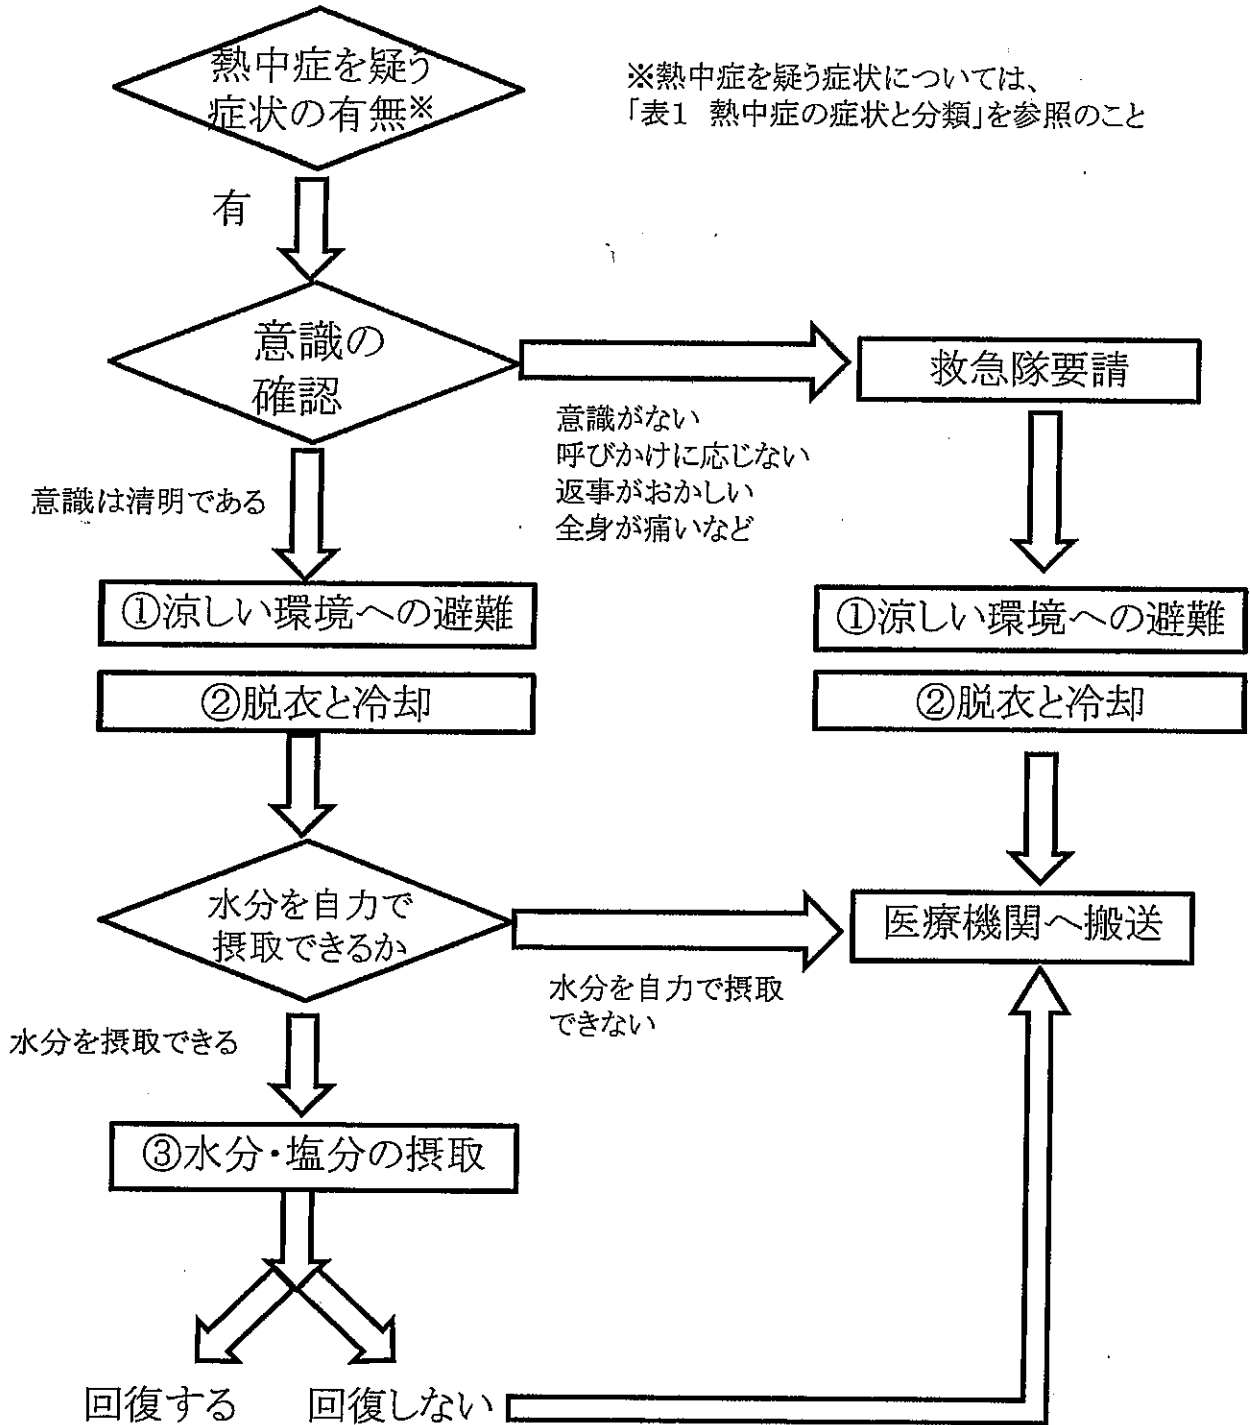 熱中症を疑う
症状の有無※
※熱中症を疑う症状については、
「表1 熱中症の症状と分類」を参照のこと
有
意識の
確認
救急隊要請
意識がない
呼びかけに応じない
返事がおかしい
全身が痛いなど
意識は清明である
①涼しい環境への避難
①涼しい環境への避難
②脱衣と冷却
②脱衣と冷却
水分を自力で
摂取できるか
医療機関へ搬送
水分を自力で摂取
できない
水分を摂取できる
③水分・塩分の摂取
回復する
回復しない